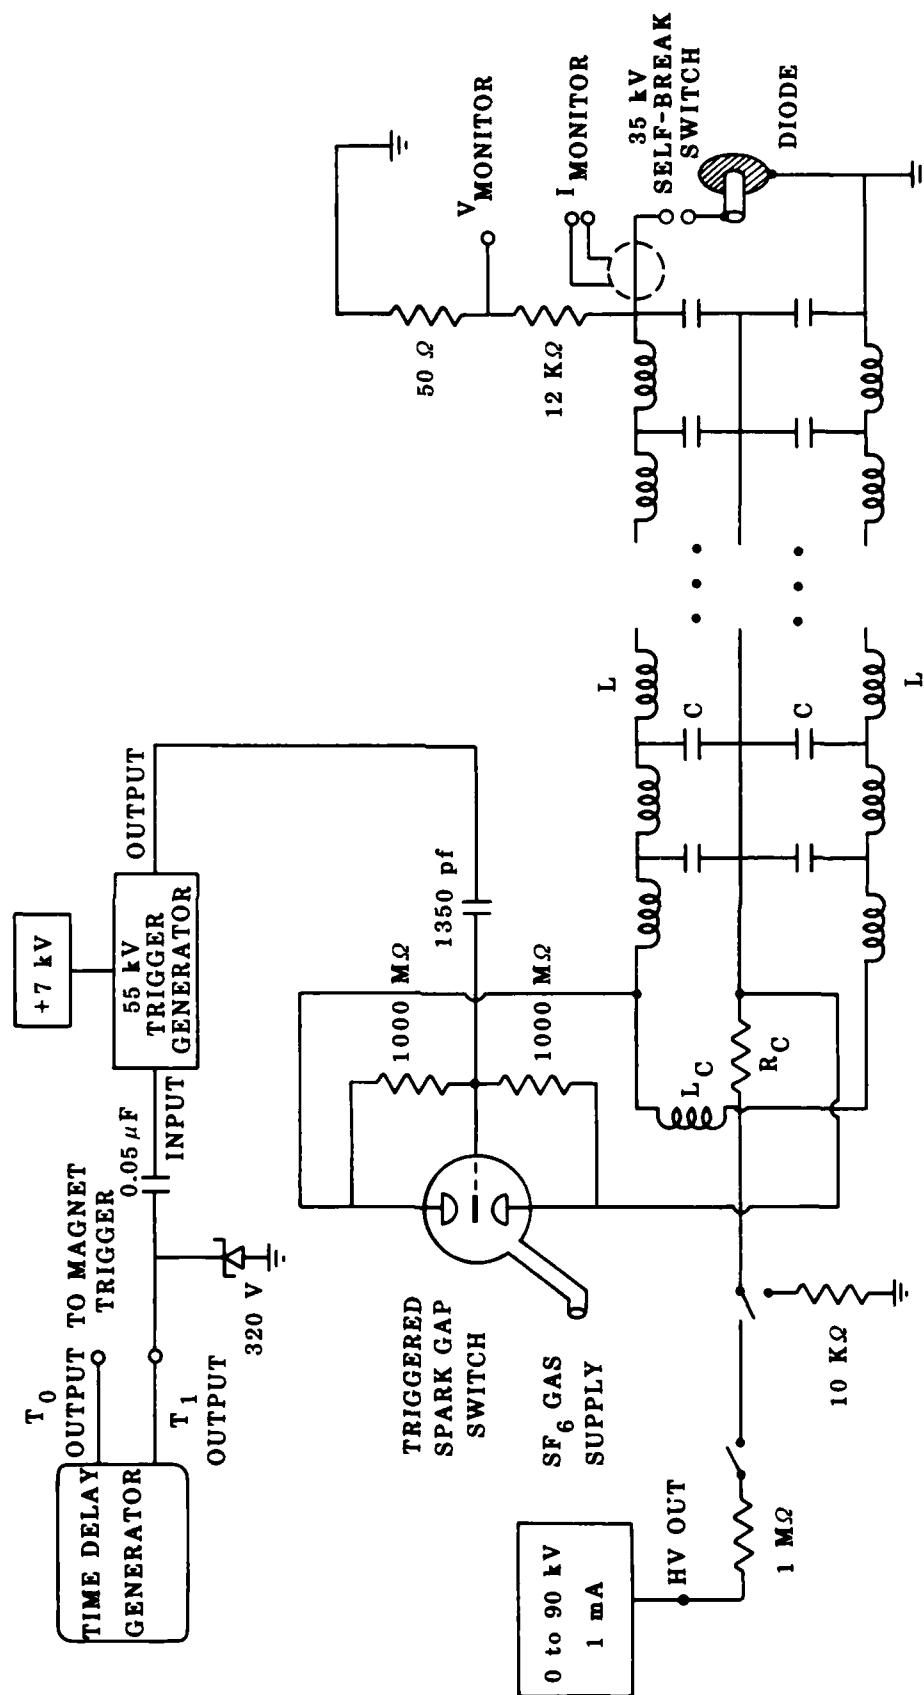 TIME DELAY
GENERATOR
T0
OUTPUT
TO MAGNET
TRIGGER
T1
OUTPUT
320 V
0.05 μF
INPUT
+7 kV
55 kV
TRIGGER
GENERATOR
OUTPUT
TRIGGERED
SPARK GAP
SWITCH
SF6 GAS
SUPPLY
1000 MΩ
1000 MΩ
1350 pf
50 Ω
12 KΩ
VMONITOR
IMONITOR
35 kV
SELF-BREAK
SWITCH
DIODE
0 to 90 kV
1 mA
HV OUT
1 MΩ
10 KΩ
LC
RC
L
C
C
L